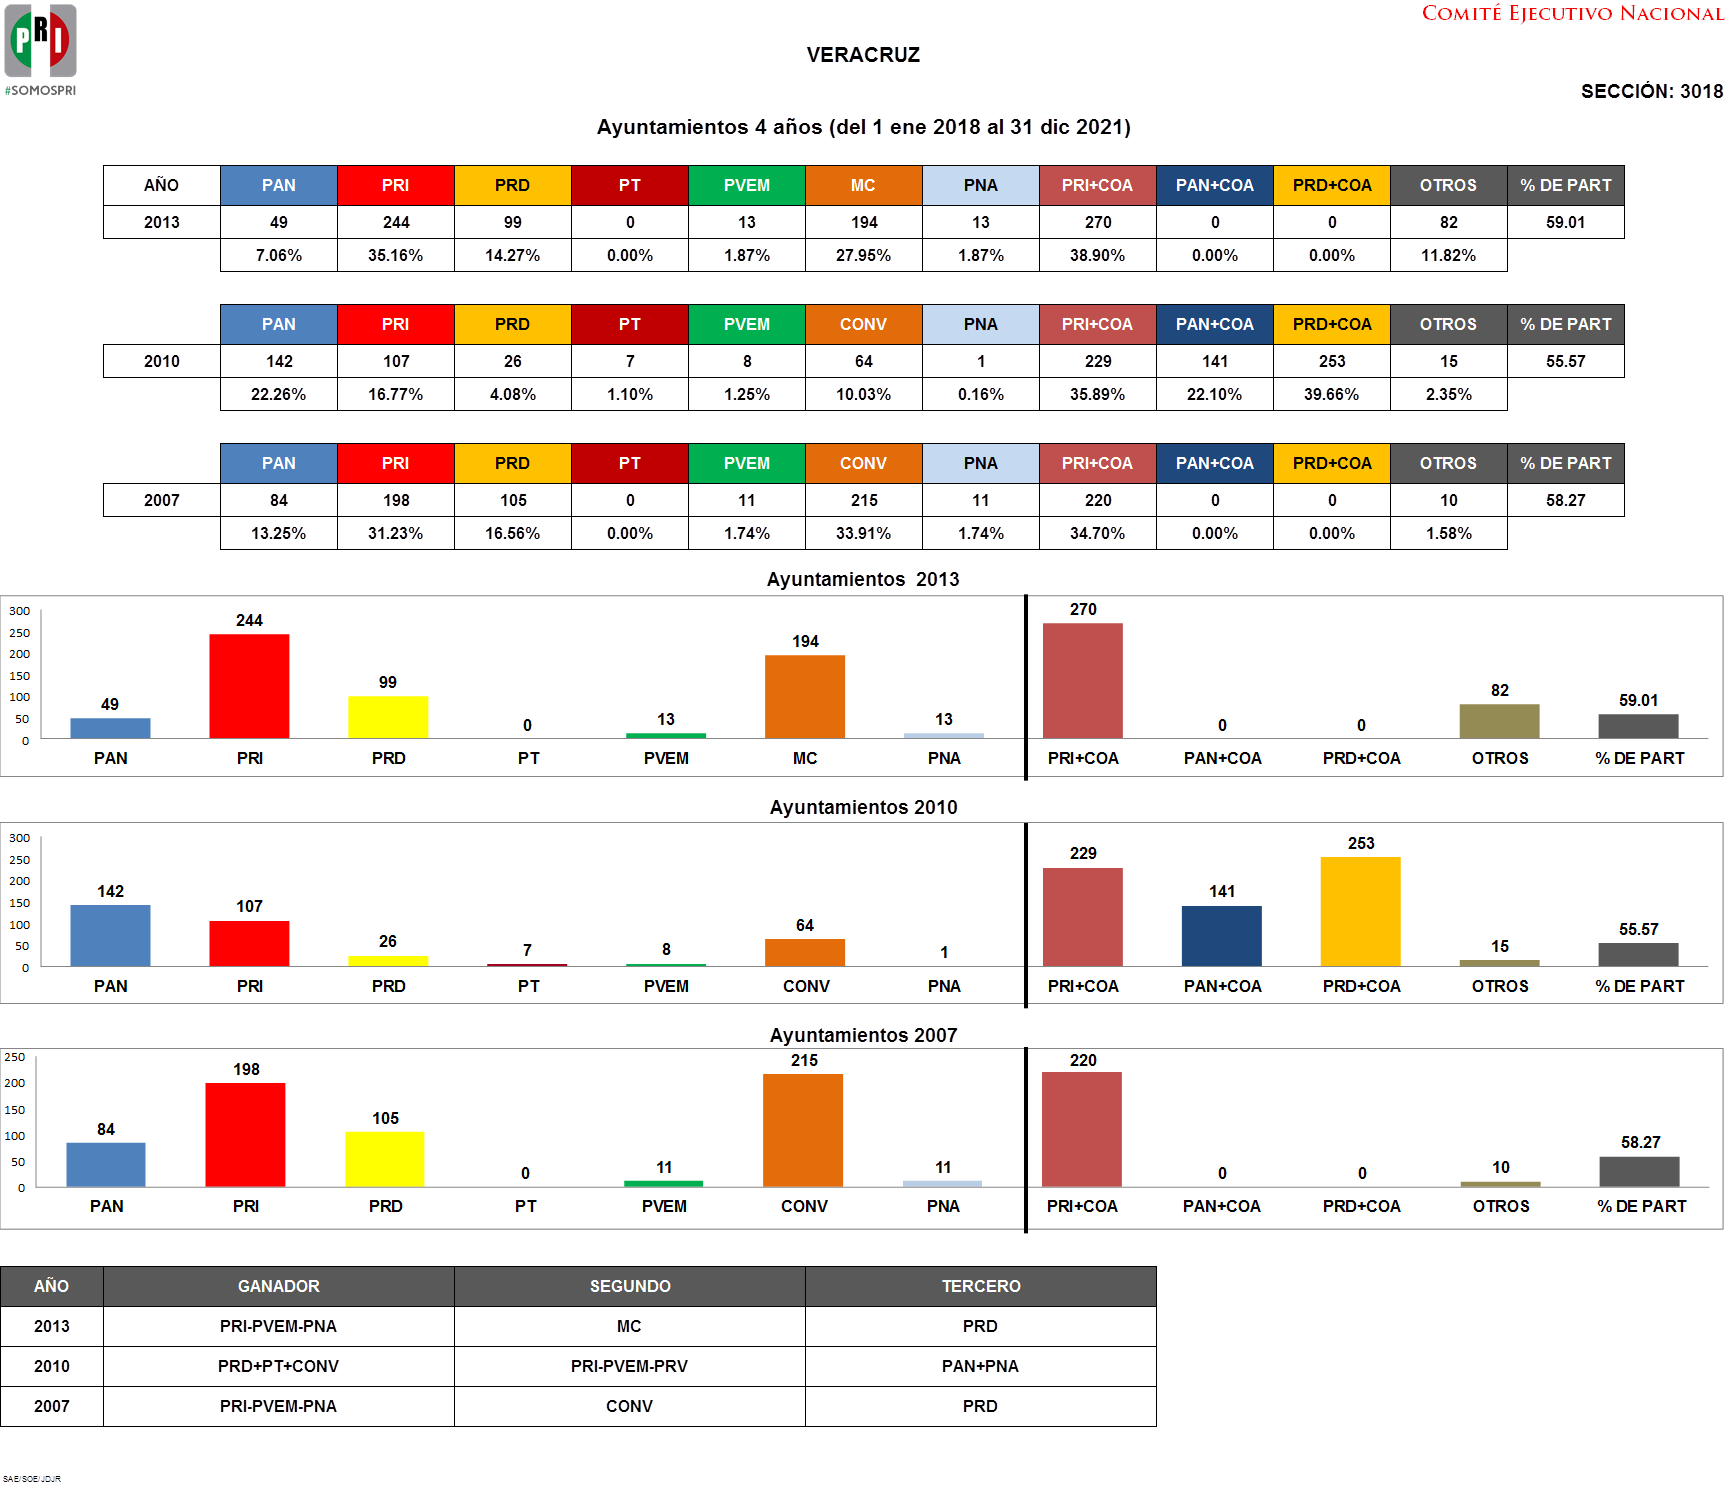 PRI
#SOMOSPRI
COMITÉ EJECUTIVO NACIONAL
VERACRUZ
SECCIÓN: 3018
Ayuntamientos 4 años (del 1 ene 2018 al 31 dic 2021)
AÑO PAN PRI PRD PT PVEM MC PNA PRI+COA PAN+COA PRD+COA OTROS % DE PART
2013 49 244 99 0 13 194 13 270 0 0 82 59.01
7.06% 35.16% 14.27% 0.00% 1.87% 27.95% 1.87% 38.90% 0.00% 0.00% 11.82%
PAN PRI PRD PT PVEM CONV PNA PRI+COA PAN+COA PRD+COA OTROS % DE PART
2010 142 107 26 7 8 64 1 229 141 253 15 55.57
22.26% 16.77% 4.08% 1.10% 1.25% 10.03% 0.16% 35.89% 22.10% 39.66% 2.35%
PAN PRI PRD PT PVEM CONV PNA PRI+COA PAN+COA PRD+COA OTROS % DE PART
2007 84 198 105 0 11 215 11 220 0 0 10 58.27
13.25% 31.23% 16.56% 0.00% 1.74% 33.91% 1.74% 34.70% 0.00% 0.00% 1.58%
Ayuntamientos 2013
300
250
200
150
100
50
0
49 244 99 0 13 194 13 270 0 0 82 59.01
PAN PRI PRD PT PVEM MC PNA PRI+COA PAN+COA PRD+COA OTROS % DE PART
Ayuntamientos 2010
300
250
200
150
100
50
0
142 107 26 7 8 64 1 229 141 253 15 55.57
PAN PRI PRD PT PVEM CONV PNA PRI+COA PAN+COA PRD+COA OTROS % DE PART
Ayuntamientos 2007
250
200
150
100
50
0
84 198 105 0 11 215 11 220 0 0 10 58.27
PAN PRI PRD PT PVEM CONV PNA PRI+COA PAN+COA PRD+COA OTROS % DE PART
AÑO GANADOR SEGUNDO TERCERO
2013 PRI-PVEM-PNA MC PRD
2010 PRD+PT+CONV PRI-PVEM-PRV PAN+PNA
2007 PRI-PVEM-PNA CONV PRD
SAE/SOE/JDJR